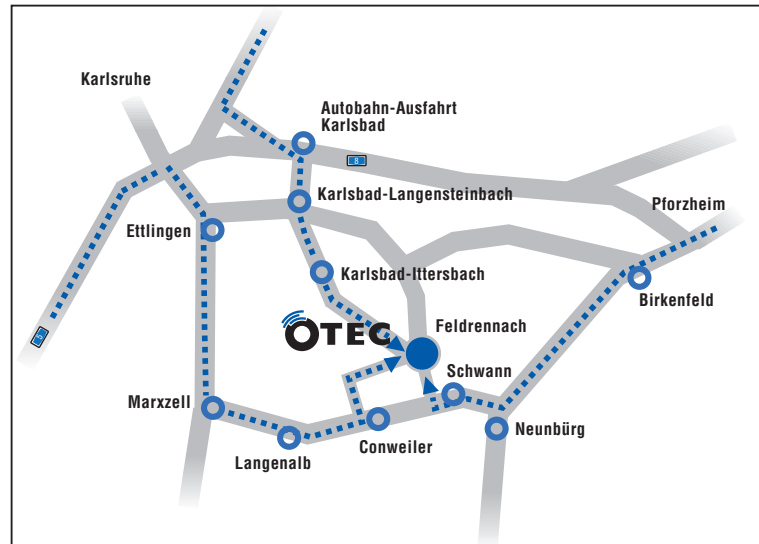 Karlsruhe
Autobahn-Ausfahrt
Karlsbad
8
Karlsbad-Langensteinbach
Pforzheim
Ettlingen
Karlsbad-Ittersbach
Birkenfeld
OTEC
Feldrennach
5
Schwann
Marxzell
Neunbürg
Conweiler
Langenalb